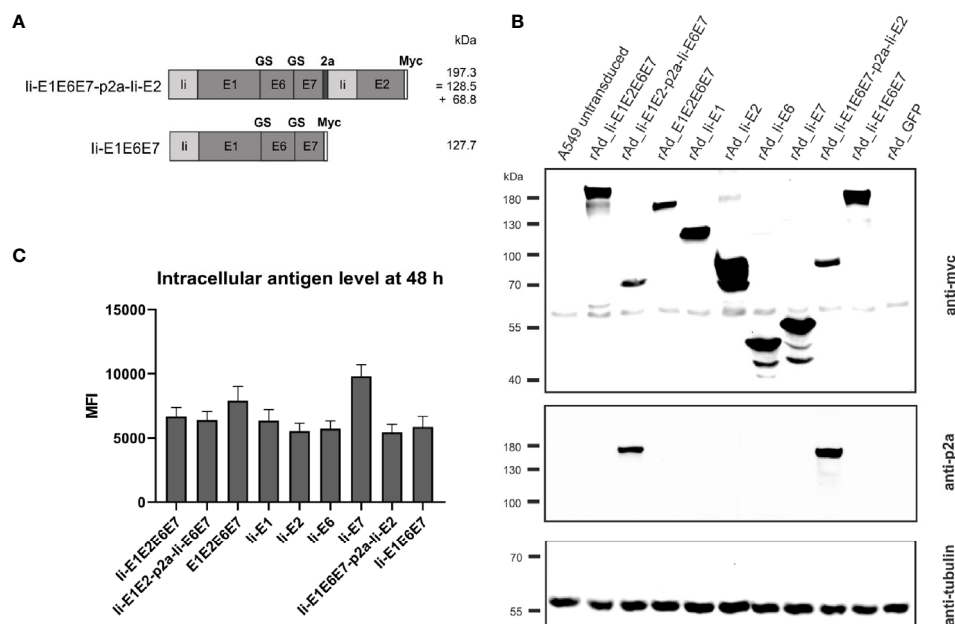 A
kDa
GS GS 2a Myc
Ii-E1E6E7-p2a-Ii-E2
Ii E1 E6 E7 Ii E2
197.3
= 128.5
+ 68.8
GS GS Myc
Ii-E1E6E7
Ii E1 E6 E7
127.7
B
A549 untransduced
rAd_Ii-E1E2E6E7
rAd_Ii-E1E2-p2a-Ii-E6E7
rAd_E1E2E6E7
rAd_Ii-E1
rAd_Ii-E2
rAd_Ii-E6
rAd_Ii-E7
rAd_Ii-E1E6E7-p2a-Ii-E2
rAd_Ii-E1E6E7
rAd_GFP
kDa
180
130
100
70
55
40
anti-myc
180
130
100
anti-p2a
70
55
anti-tubulin
C
Intracellular antigen level at 48 h
MFI
15000
10000
5000
0
Ii-E1E2E6E7
Ii-E1E2-p2a-Ii-E6E7
E1E2E6E7
Ii-E1
Ii-E2
Ii-E6
Ii-E7
Ii-E1E6E7-p2a-Ii-E2
Ii-E1E6E7